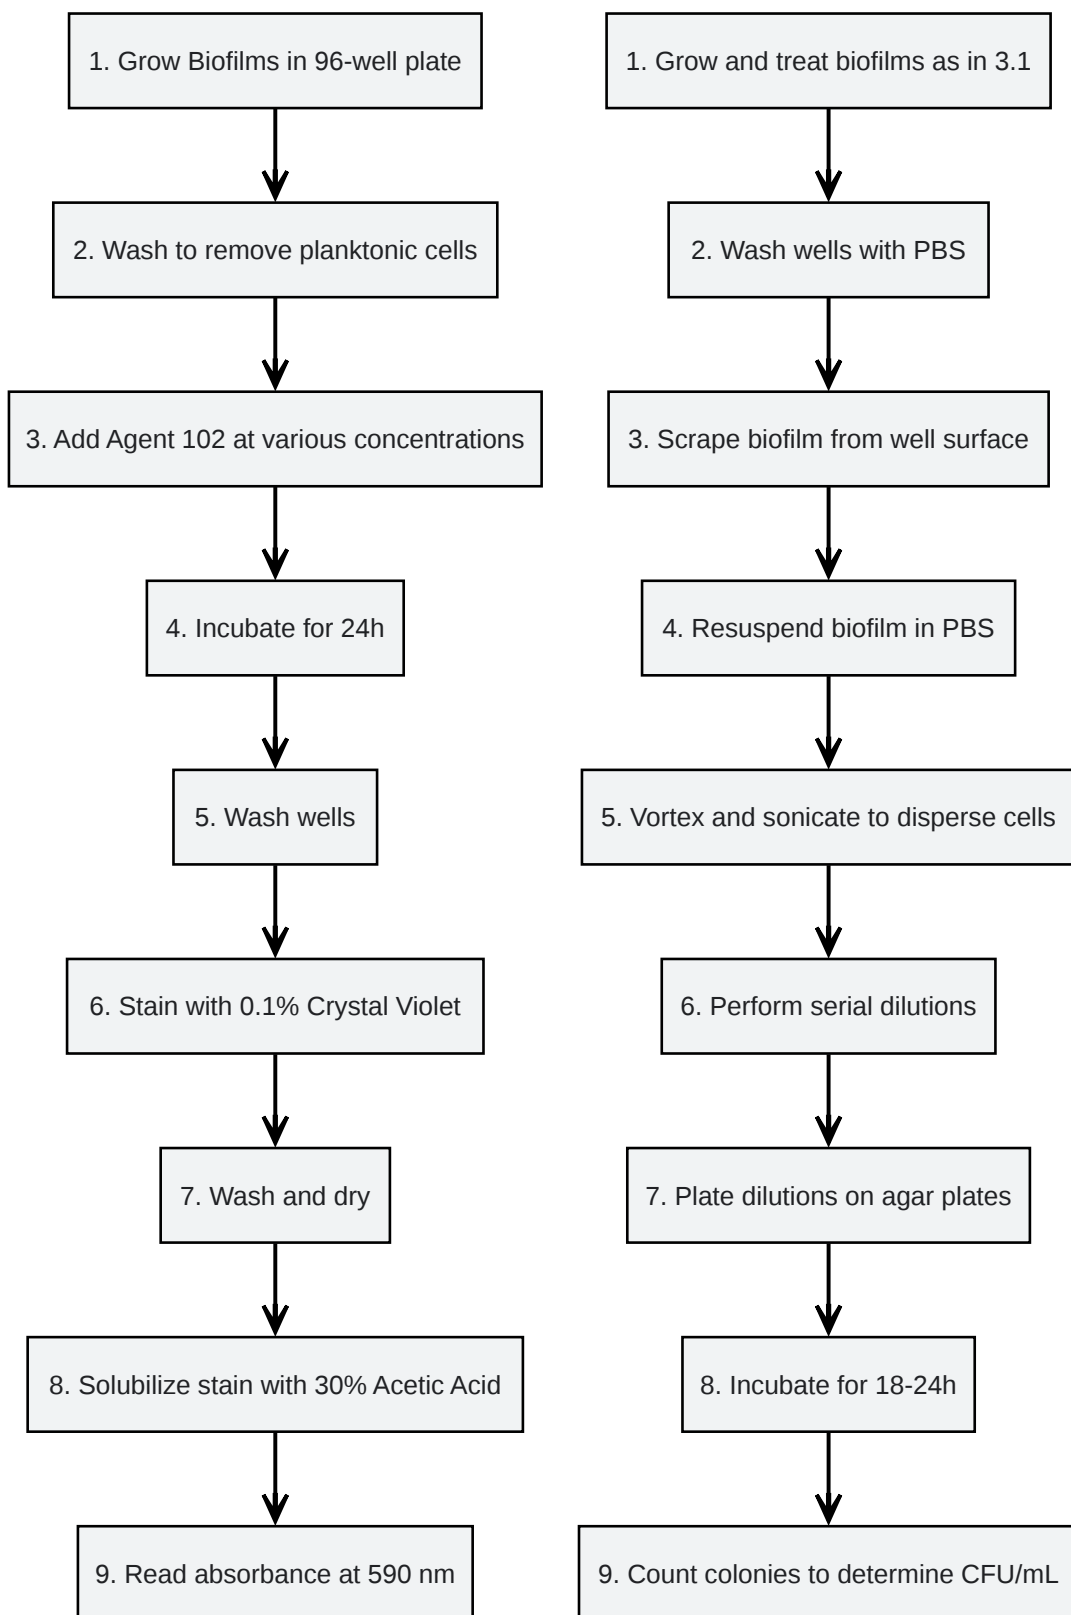 1. Grow Biofilms in 96-well plate
2. Wash to remove planktonic cells
3. Add Agent 102 at various concentrations
4. Incubate for 24h
5. Wash wells
6. Stain with 0.1% Crystal Violet
7. Wash and dry
8. Solubilize stain with 30% Acetic Acid
9. Read absorbance at 590 nm
1. Grow and treat biofilms as in 3.1
2. Wash wells with PBS
3. Scrape biofilm from well surface
4. Resuspend biofilm in PBS
5. Vortex and sonicate to disperse cells
6. Perform serial dilutions
7. Plate dilutions on agar plates
8. Incubate for 18-24h
9. Count colonies to determine CFU/mL